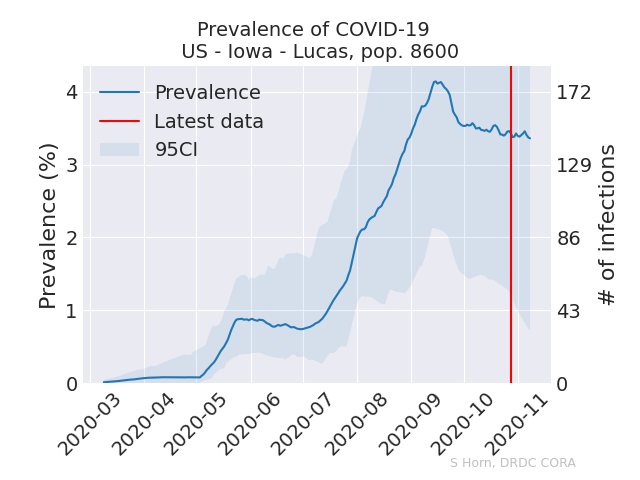 Prevalence of COVID-19
US - Iowa - Lucas, pop. 8600
Prevalence
Latest data
95CI
Prevalence (%)
4
3
2
1
0
172
129
86
43
0
# of infections
2020-03
2020-04
2020-05
2020-06
2020-07
2020-08
2020-09
2020-10
2020-11
S Horn, DRDC CORA